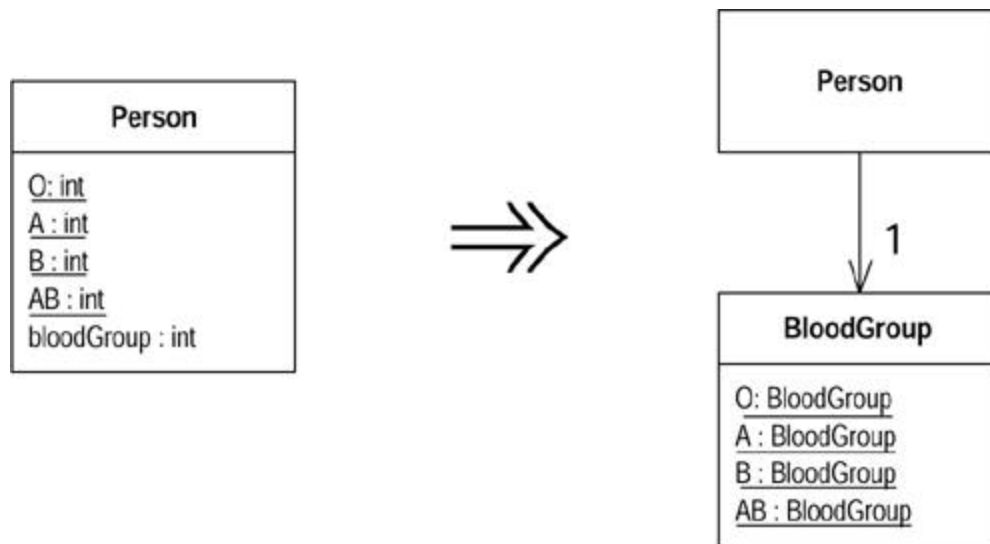 Person
O: int
A : int
B : int
AB : int
bloodGroup : int
Person
1
BloodGroup
O: BloodGroup
A : BloodGroup
B : BloodGroup
AB : BloodGroup